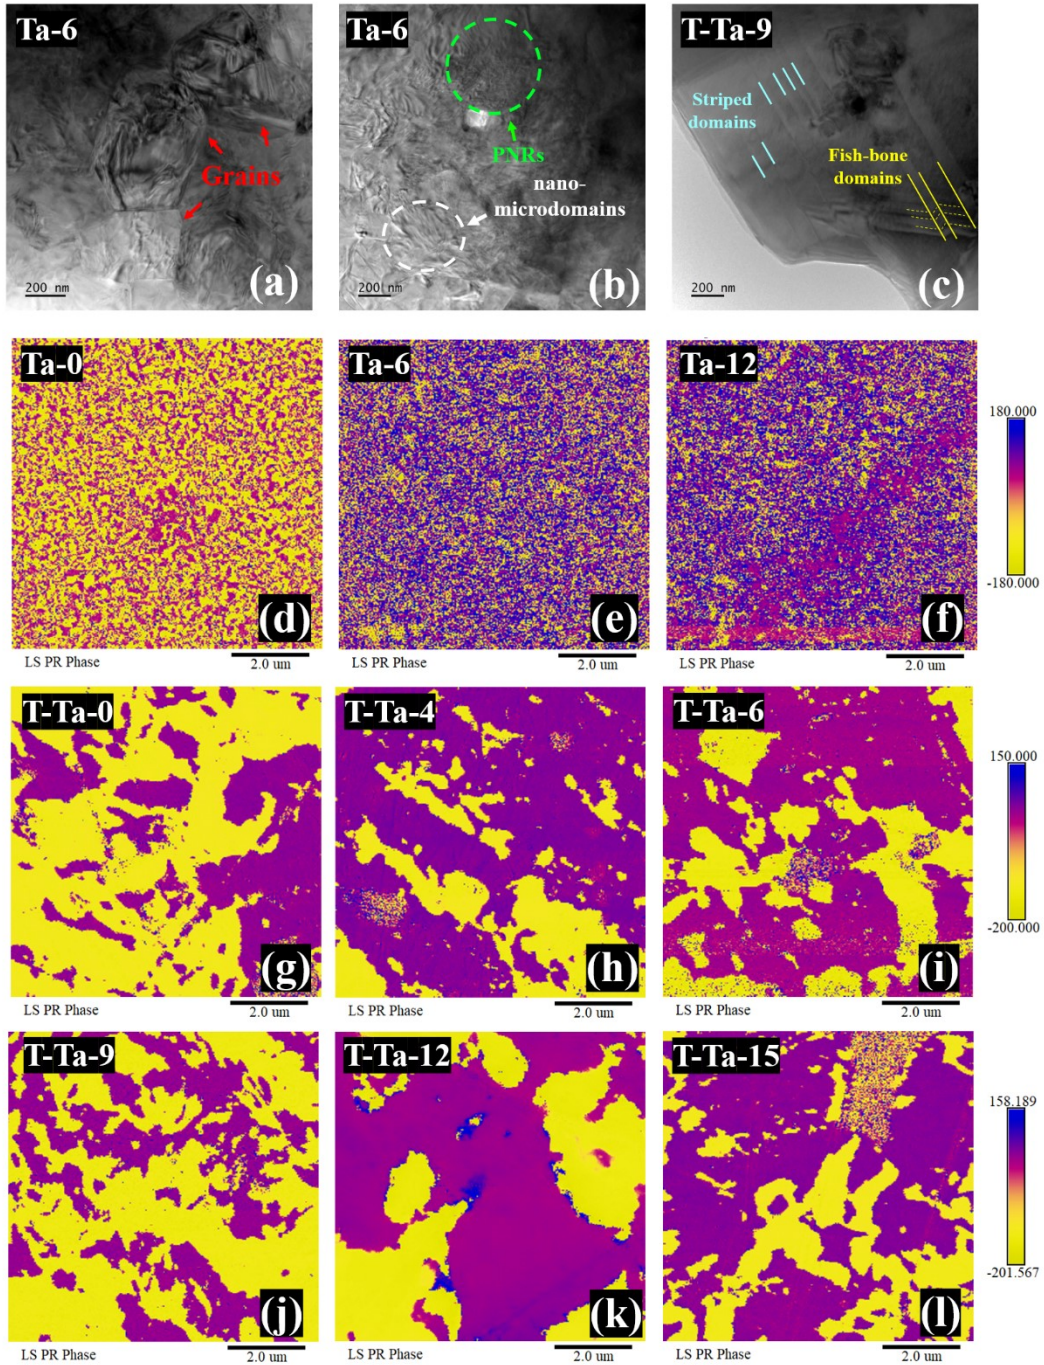 Ta-6
Grains
200 nm
(a)
Ta-6
PNRs
nano-
microdomains
200 nm
(b)
T-Ta-9
Striped
domains
Fish-bone
domains
200 nm
(c)
Ta-0
(d)
LS PR Phase
2.0 um
Ta-6
(e)
LS PR Phase
2.0 um
Ta-12
(f)
LS PR Phase
2.0 um
180.000
-180.000
T-Ta-0
(g)
LS PR Phase
2.0 um
T-Ta-4
(h)
LS PR Phase
2.0 um
T-Ta-6
(i)
LS PR Phase
2.0 um
150.000
-200.000
T-Ta-9
(j)
LS PR Phase
2.0 um
T-Ta-12
(k)
LS PR Phase
2.0 um
T-Ta-15
(l)
LS PR Phase
2.0 um
158.189
-201.567